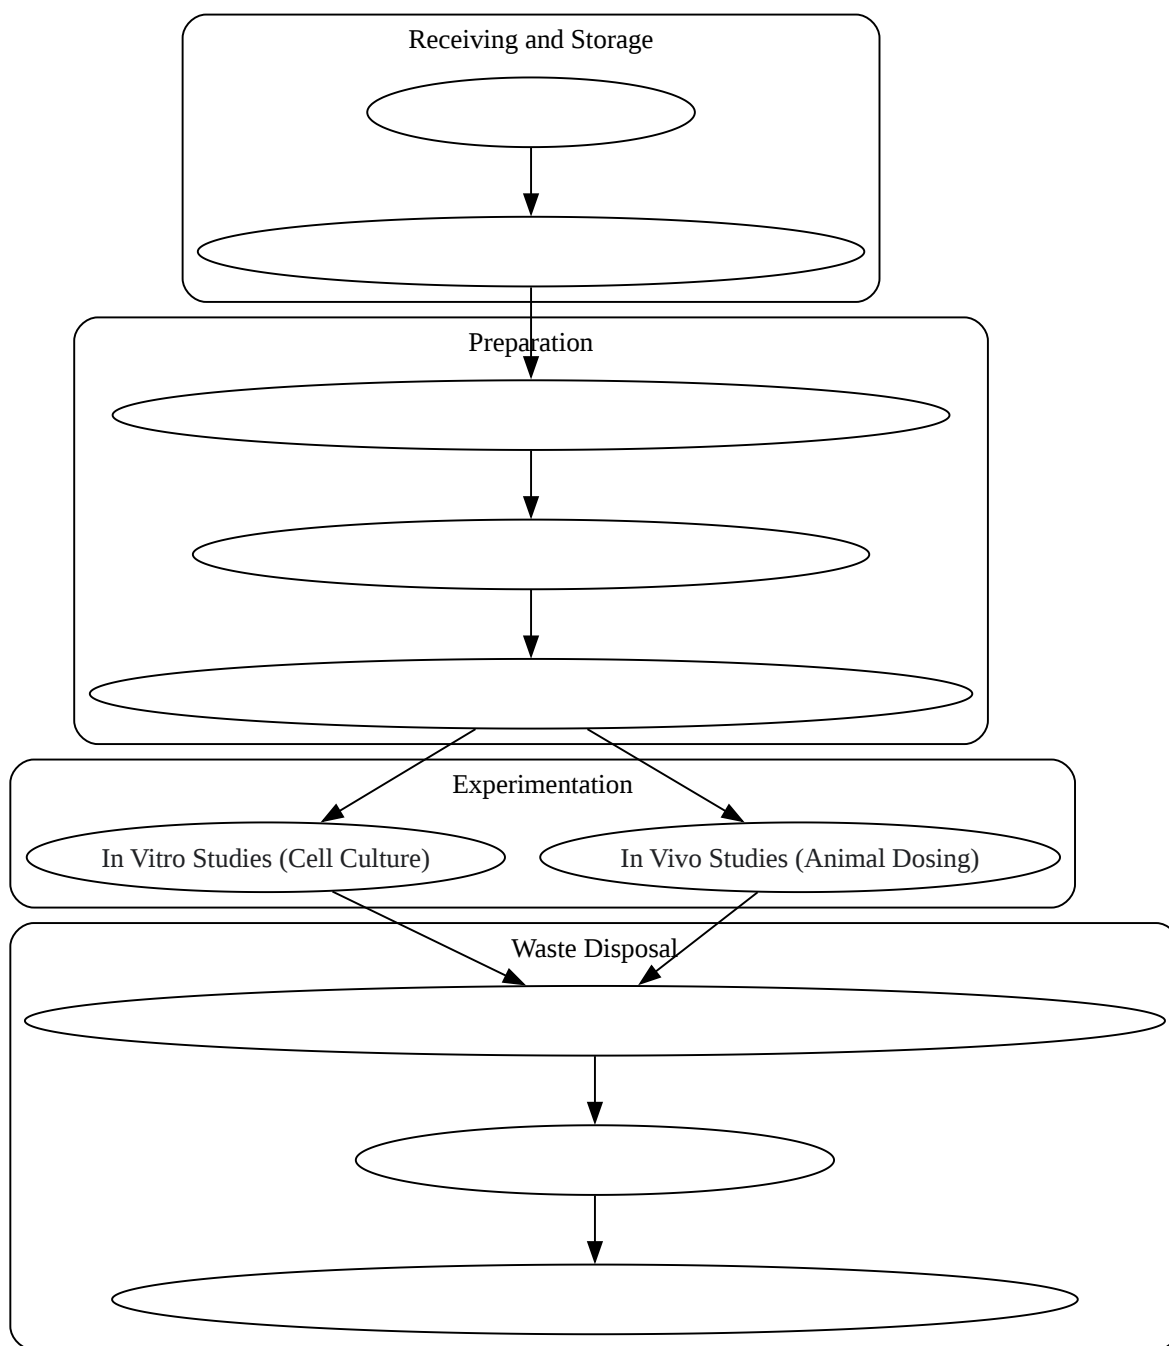 Receiving and Storage
Preparation
Experimentation
In Vitro Studies (Cell Culture)
In Vivo Studies (Animal Dosing)
Waste Disposal